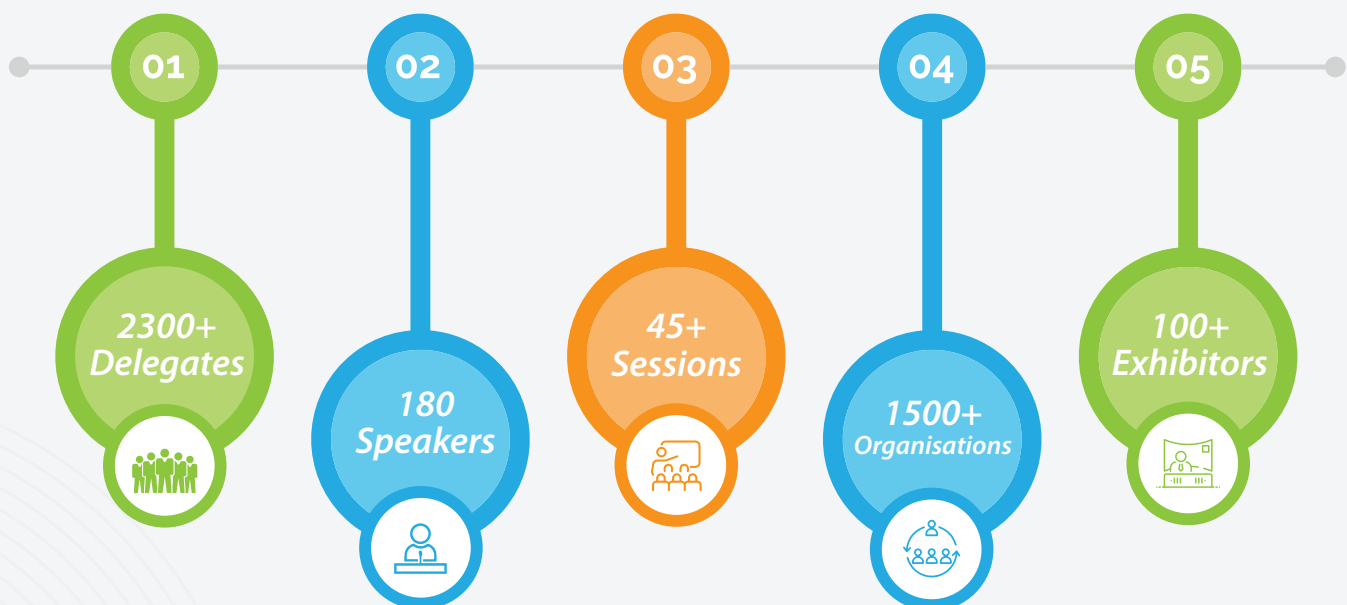 01
02
03
04
05
2300+
Delegates
180
Speakers
45+
Sessions
1500+
Organisations
100+
Exhibitors